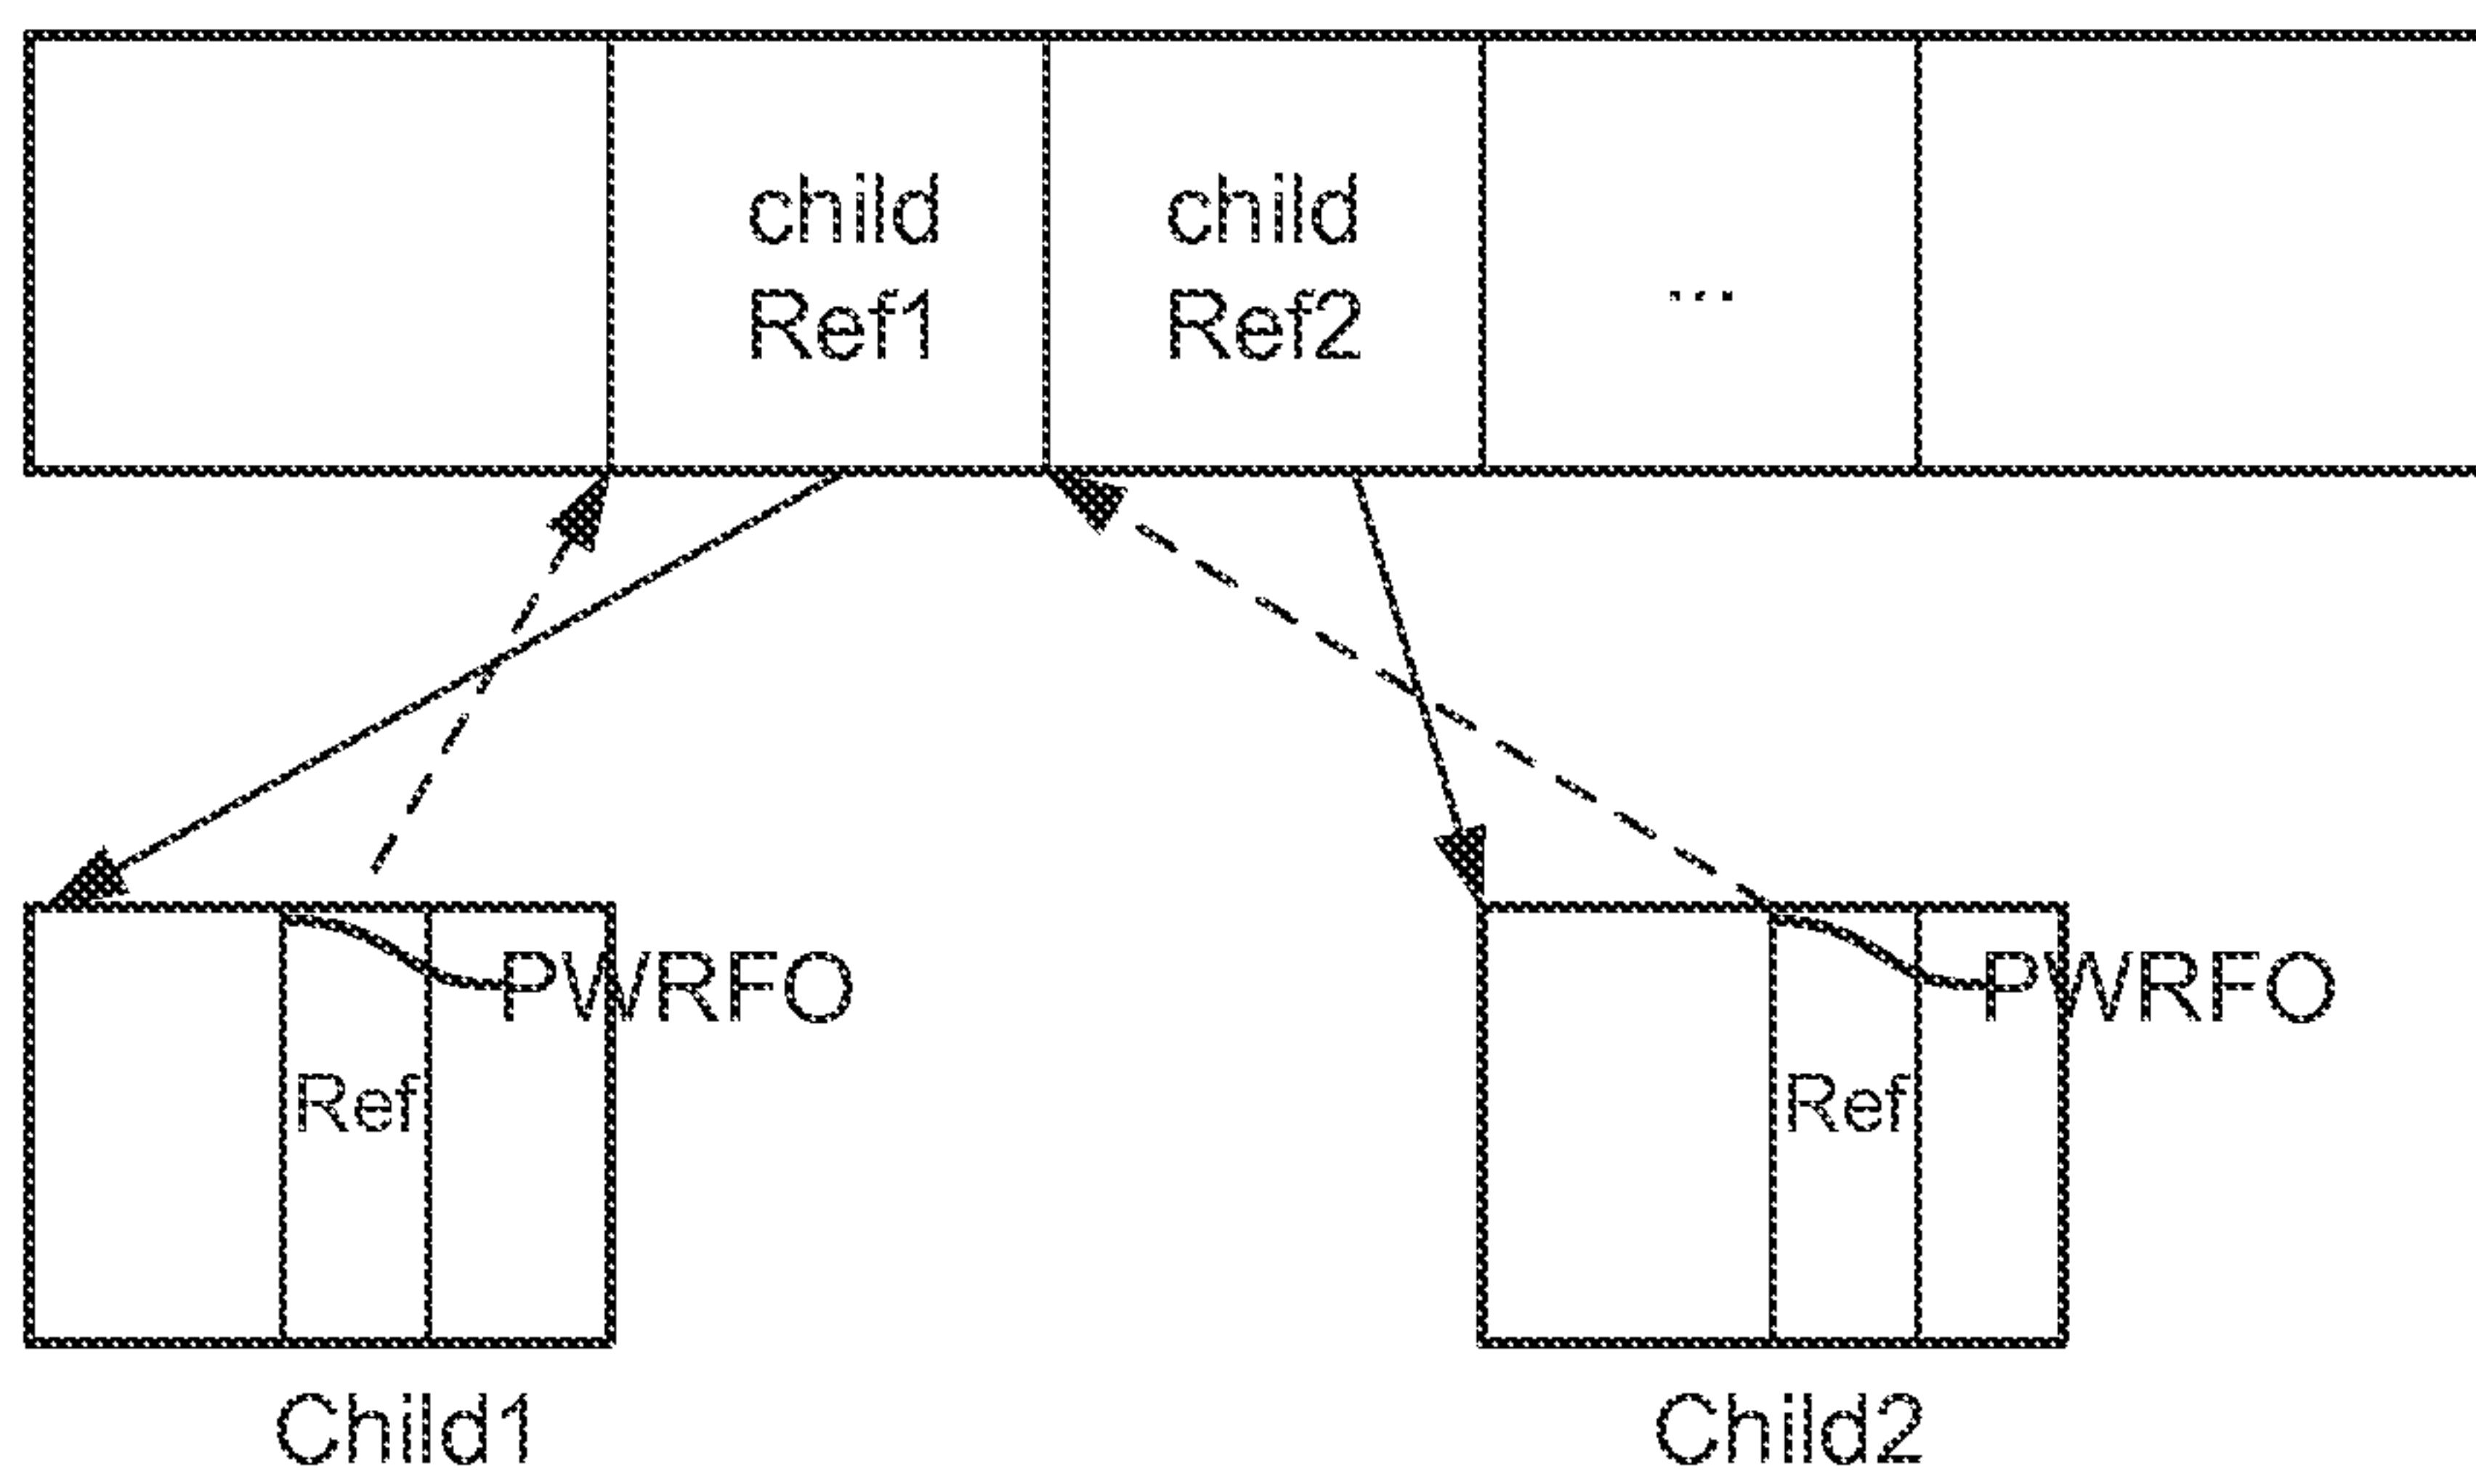 child
Ref1
child
Ref2
...
PWRFO
Ref
PWRFO
Ref
Child1
Child2